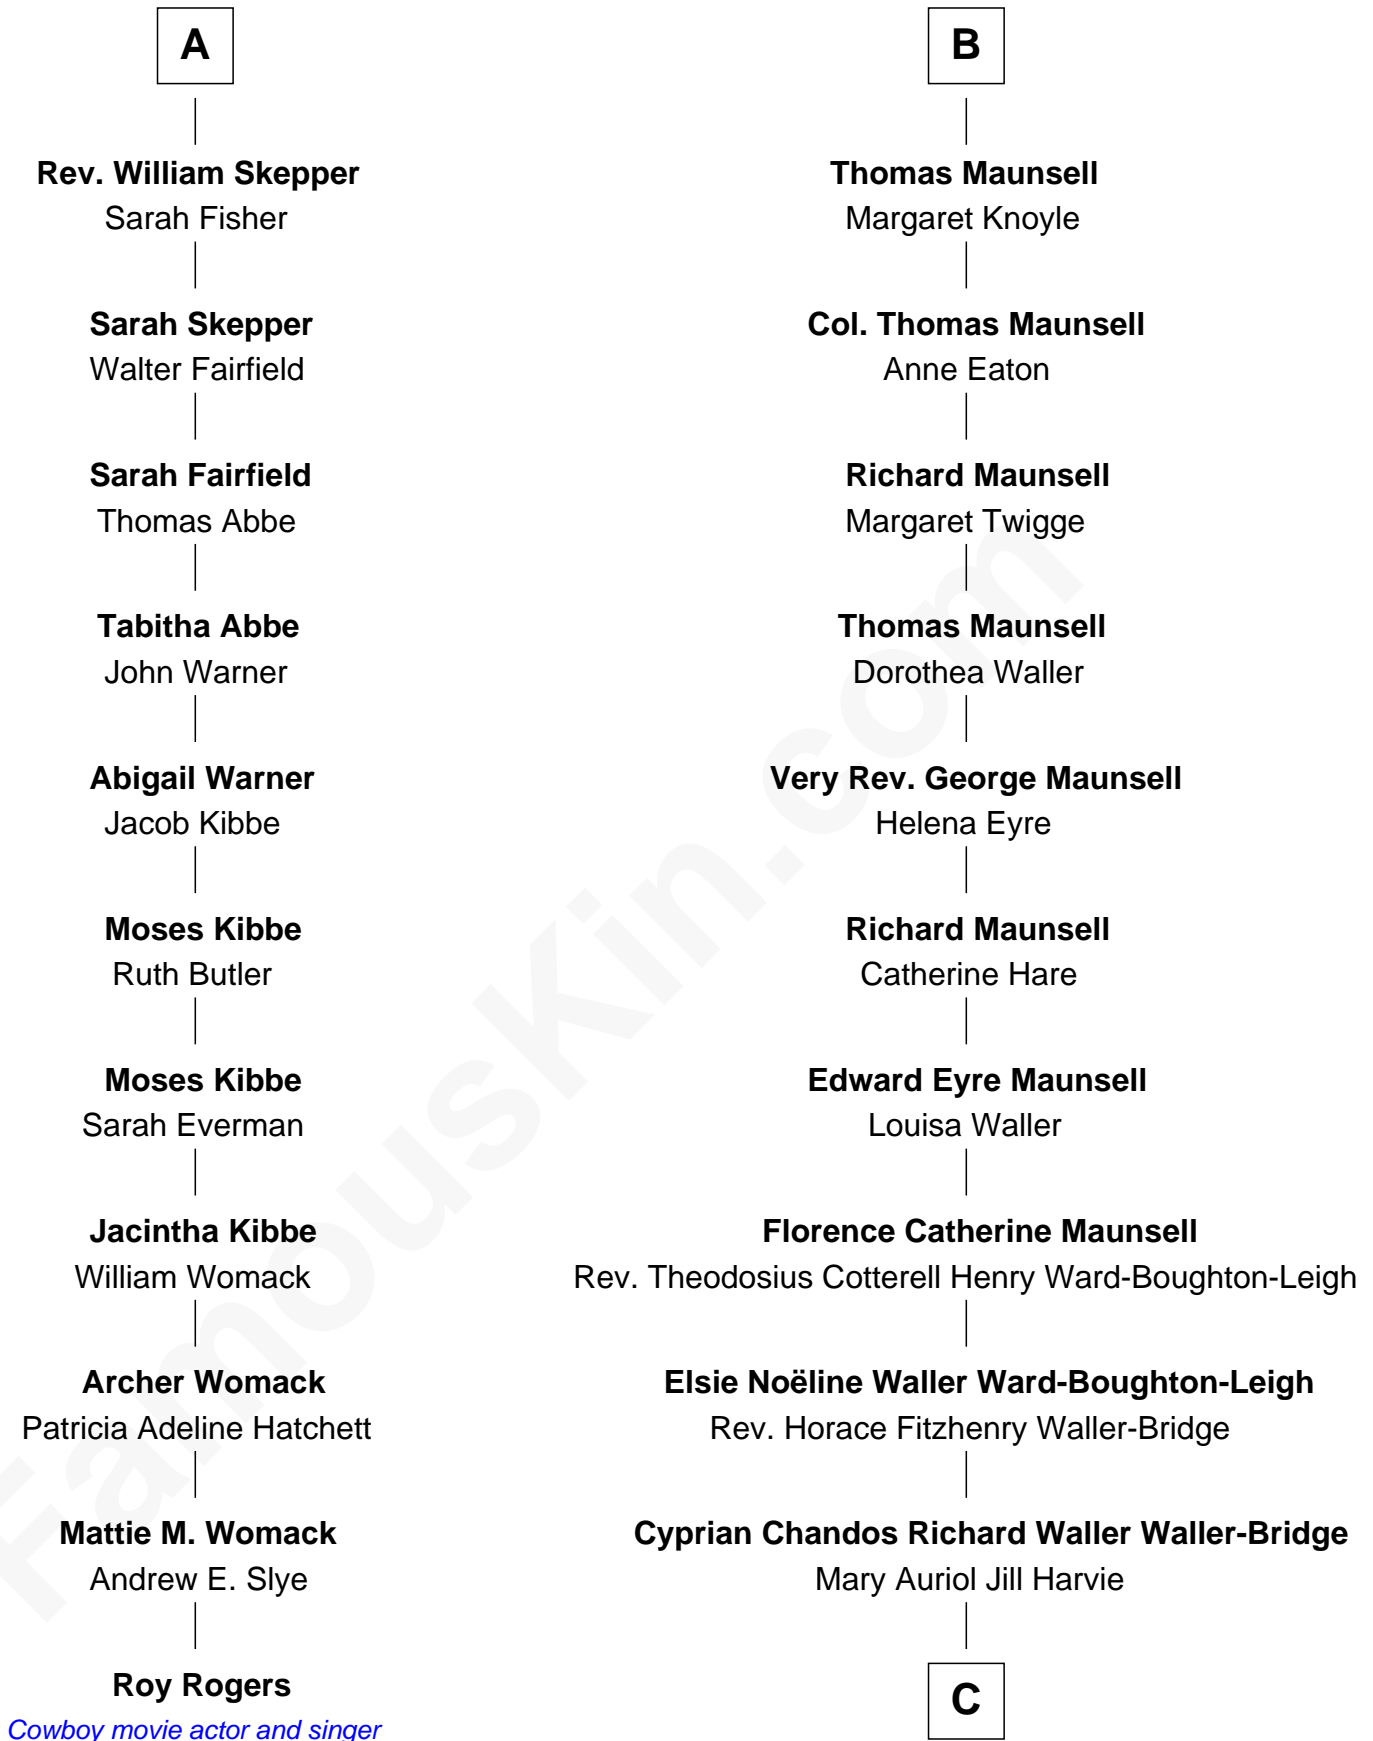 A
Rev. William Skepper
Sarah Fisher
Sarah Skepper
Walter Fairfield
Sarah Fairfield
Thomas Abbe
Tabitha Abbe
John Warner
Abigail Warner
Jacob Kibbe
Moses Kibbe
Ruth Butler
Moses Kibbe
Sarah Everman
Jacintha Kibbe
William Womack
Archer Womack
Patricia Adeline Hatchett
Mattie M. Womack
Andrew E. Slye
Roy Rogers
Cowboy movie actor and singer
B
Thomas Maunsell
Margaret Knoyle
Col. Thomas Maunsell
Anne Eaton
Richard Maunsell
Margaret Twigge
Thomas Maunsell
Dorothea Waller
Very Rev. George Maunsell
Helena Eyre
Richard Maunsell
Catherine Hare
Edward Eyre Maunsell
Louisa Waller
Florence Catherine Maunsell
Rev. Theodosius Cotterell Henry Ward-Boughton-Leigh
Elsie Noëline Waller Ward-Boughton-Leigh
Rev. Horace Fitzhenry Waller-Bridge
Cyprian Chandos Richard Waller Waller-Bridge
Mary Auriol Jill Harvie
C
FamousKin.com